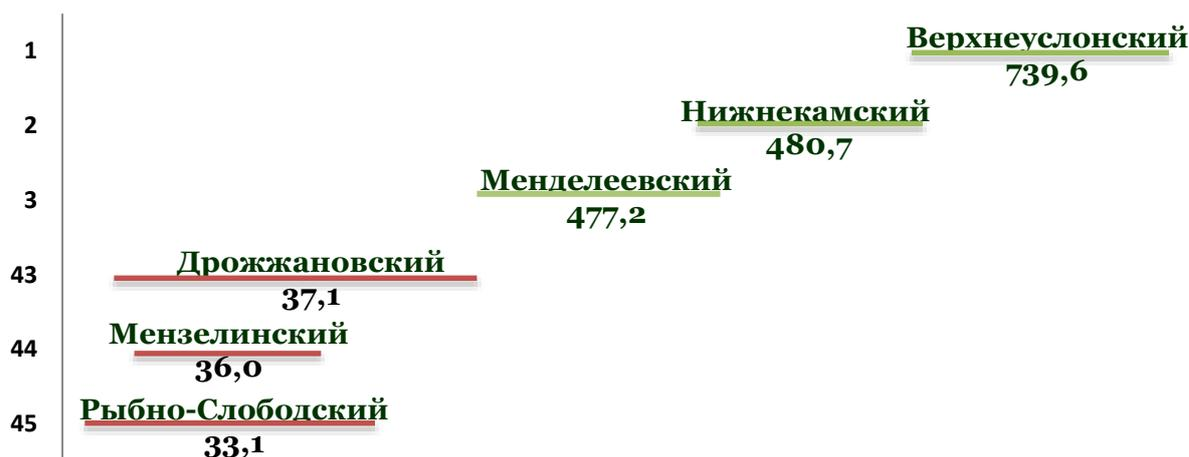 1
Верхнеуслонский
739,6
2
Нижнекамский
480,7
3
Менделеевский
477,2
43
Дрожжановский
37,1
44
Мензелинский
36,0
45
Рыбно-Слободский
33,1